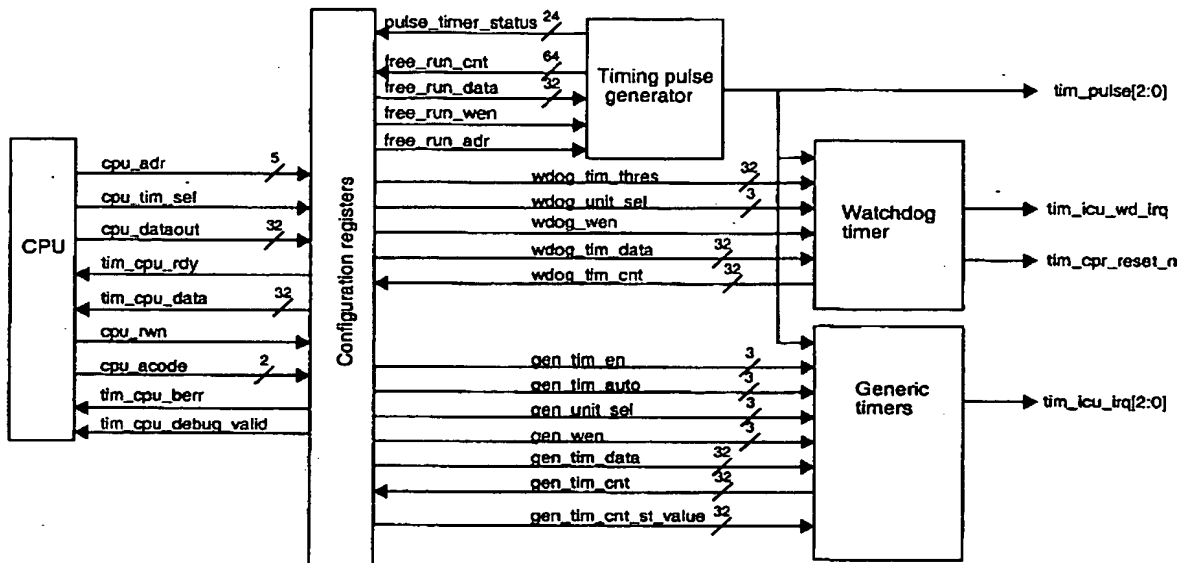 CPU
cpu_adr
5
cpu_tim_sel
cpu_dataout
32
tim_cpu_rdy
tim_cpu_data
32
cpu_rwn
cpu_acode
2
tim_cpu_berr
tim_cpu_debug_valid
Configuration registers
pulse_timer_status
24
free_run_cnt
64
free_run_data
32
free_run_wen
free_run_adr
Timing pulse
generator
tim_pulse[2:0]
wdog_tim_thres
32
wdog_unit_sel
3
wdog_wen
wdog_tim_data
32
wdog_tim_cnt
32
Watchdog
timer
tim_icu_wd_irq
tim_cpr_reset_n
gen_tim_en
3
gen_tim_auto
3
gen_unit_sel
3
gen_wen
3
gen_tim_data
32
gen_tim_cnt
32
gen_tim_cnt_st_value
32
Generic
timers
tim_icu_irq[2:0]